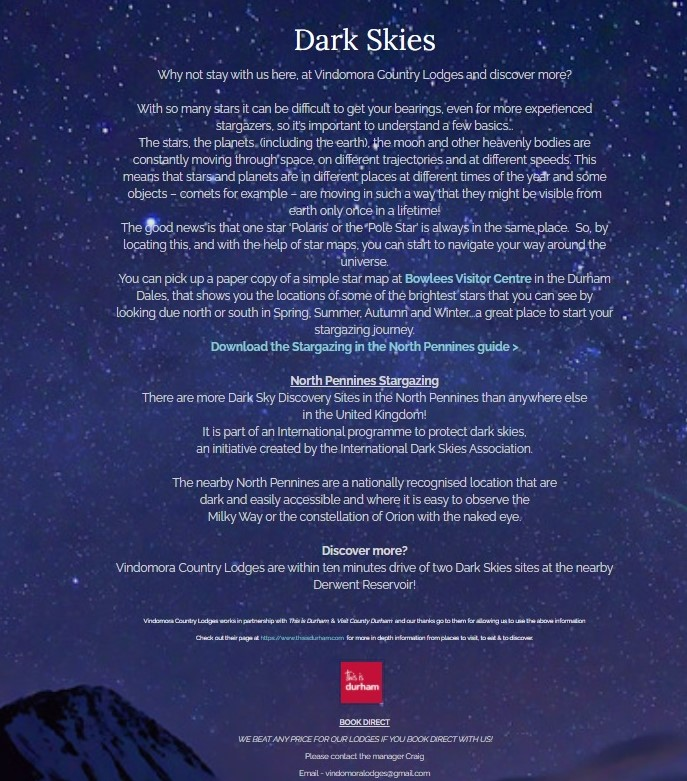 Dark Skies
Why not stay with us here, at Vindomora Country Lodges and discover more?
With so many stars it can be difficult to get your bearings, even for more experienced
stargazers, so it's important to understand a few basics...
The stars, the planets, (including the earth), the moon and other heavenly bodies are
constantly moving through space, on different trajectories and at different speeds. This
means that stars and planets are in different places at different times of the year and some
objects – comets for example – are moving in such a way that they might be visible from
earth only once in a lifetime!
The good news is that one star 'Polaris' or the 'Pole Star' is always in the same place. So, by
locating this, and with the help of star maps, you can start to navigate your way around the
universe.
You can pick up a paper copy of a simple star map at Bowlees Visitor Centre in the Durham
Dales, that shows you the locations of some of the brightest stars that you can see by
looking due north or south in Spring, Summer, Autumn and Winter...a great place to start your
stargazing journey.
Download the Stargazing in the North Pennines guide >
North Pennines Stargazing
There are more Dark Sky Discovery Sites in the North Pennines than anywhere else
in the United Kingdom!
It is part of an International programme to protect dark skies,
an initiative created by the International Dark Skies Association.
The nearby North Pennines are a nationally recognised location that are
dark and easily accessible and where it is easy to observe the
Milky Way or the constellation of Orion with the naked eye.
Discover more?
Vindomora Country Lodges are within ten minutes drive of two Dark Skies sites at the nearby
Derwent Reservoir!
Vindomora Country Lodges works in partnership with This is Durham & Visit County Durham and our thanks go to them for allowing us to use the above information
Check out their page at https://www.thisisdurham.com for more in depth information from places to visit, to eat & to discover.
this is
durham
BOOK DIRECT
WE BEAT ANY PRICE FOR OUR LODGES IF YOU BOOK DIRECT WITH US!
Please contact the manager Craig
Email - vindomoralodges@gmail.com